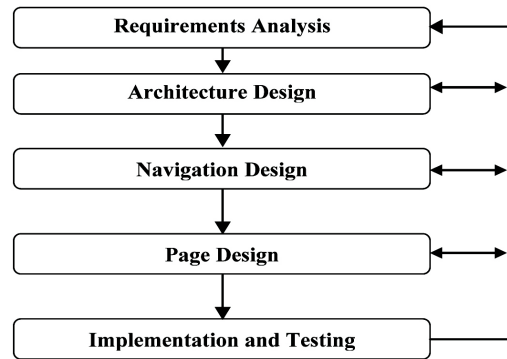 Requirements Analysis
Architecture Design
Navigation Design
Page Design
Implementation and Testing